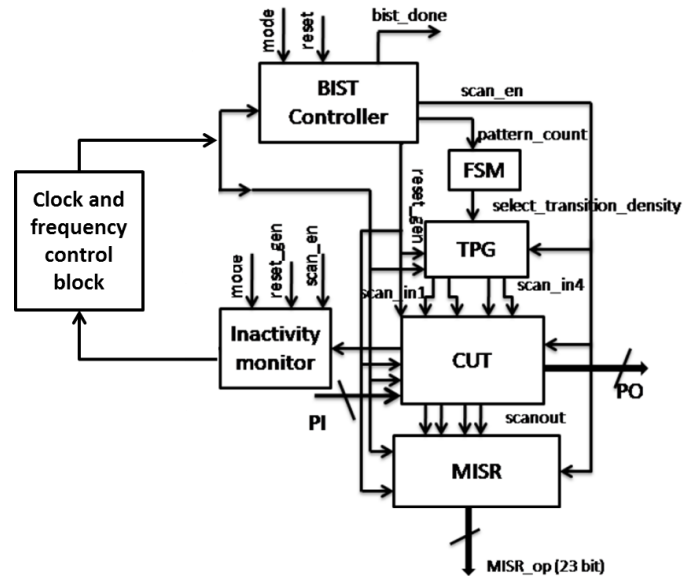 bist_done
mode
reset
BIST
Controller
scan_en
pattern_count
FSM
Clock and
frequency
control
block
reset_gen
select_transition_density
TPG
mode
reset_gen
scan_en
scan_in1
scan_in4
Inactivity
monitor
CUT
PI
PO
scanout
MISR
MISR_op (23 bit)